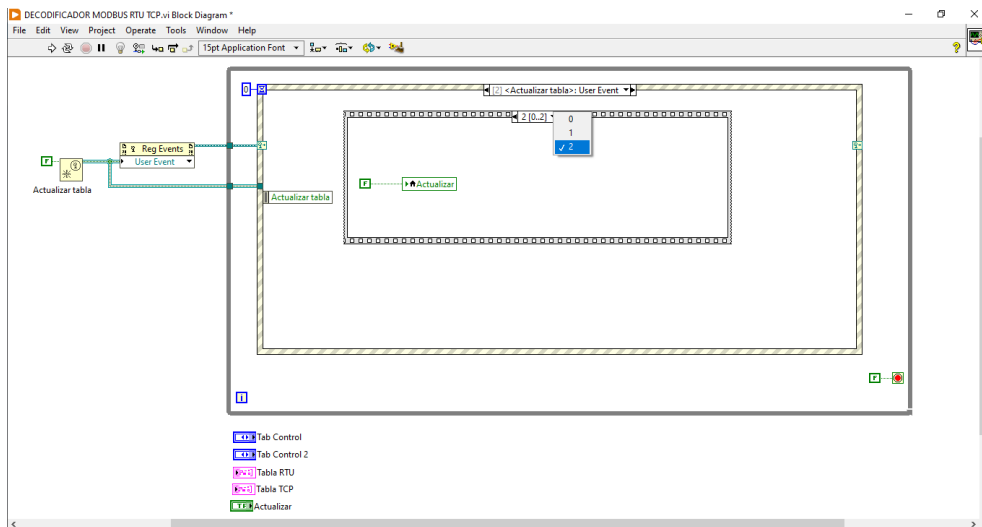 DECODIFICADOR MODBUS RTU TCP.vi Block Diagram *
File Edit View Project Operate Tools Window Help
15pt Application Font
?
0
[2] <Actualizar tabla>: User Event
2 [0..2]
0
1
✓ 2
Reg Events
User Event
F
Actualizar tabla
F
Actualizar
Actualizar tabla
F
i
Tab Control
Tab Control 2
Tabla RTU
Tabla TCP
TF
Actualizar